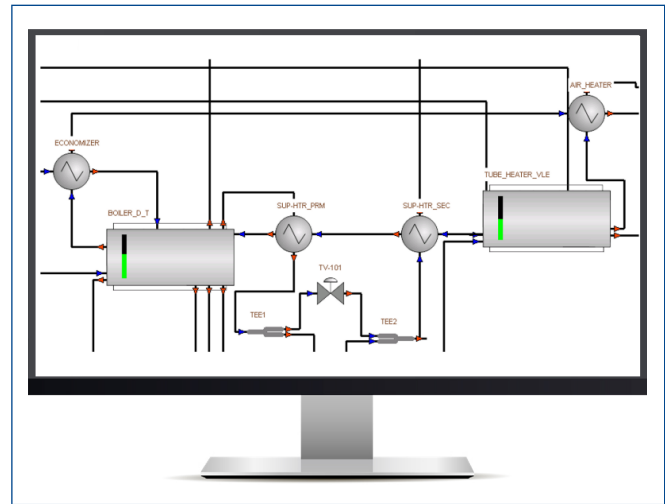 AIR_HEATER
ECONOMIZER
TUBE_HEATER_VLE
BOILER_D_T
SUP-HTR_PRM
SUP-HTR_SEC
TV-101
TEE1
TEE2